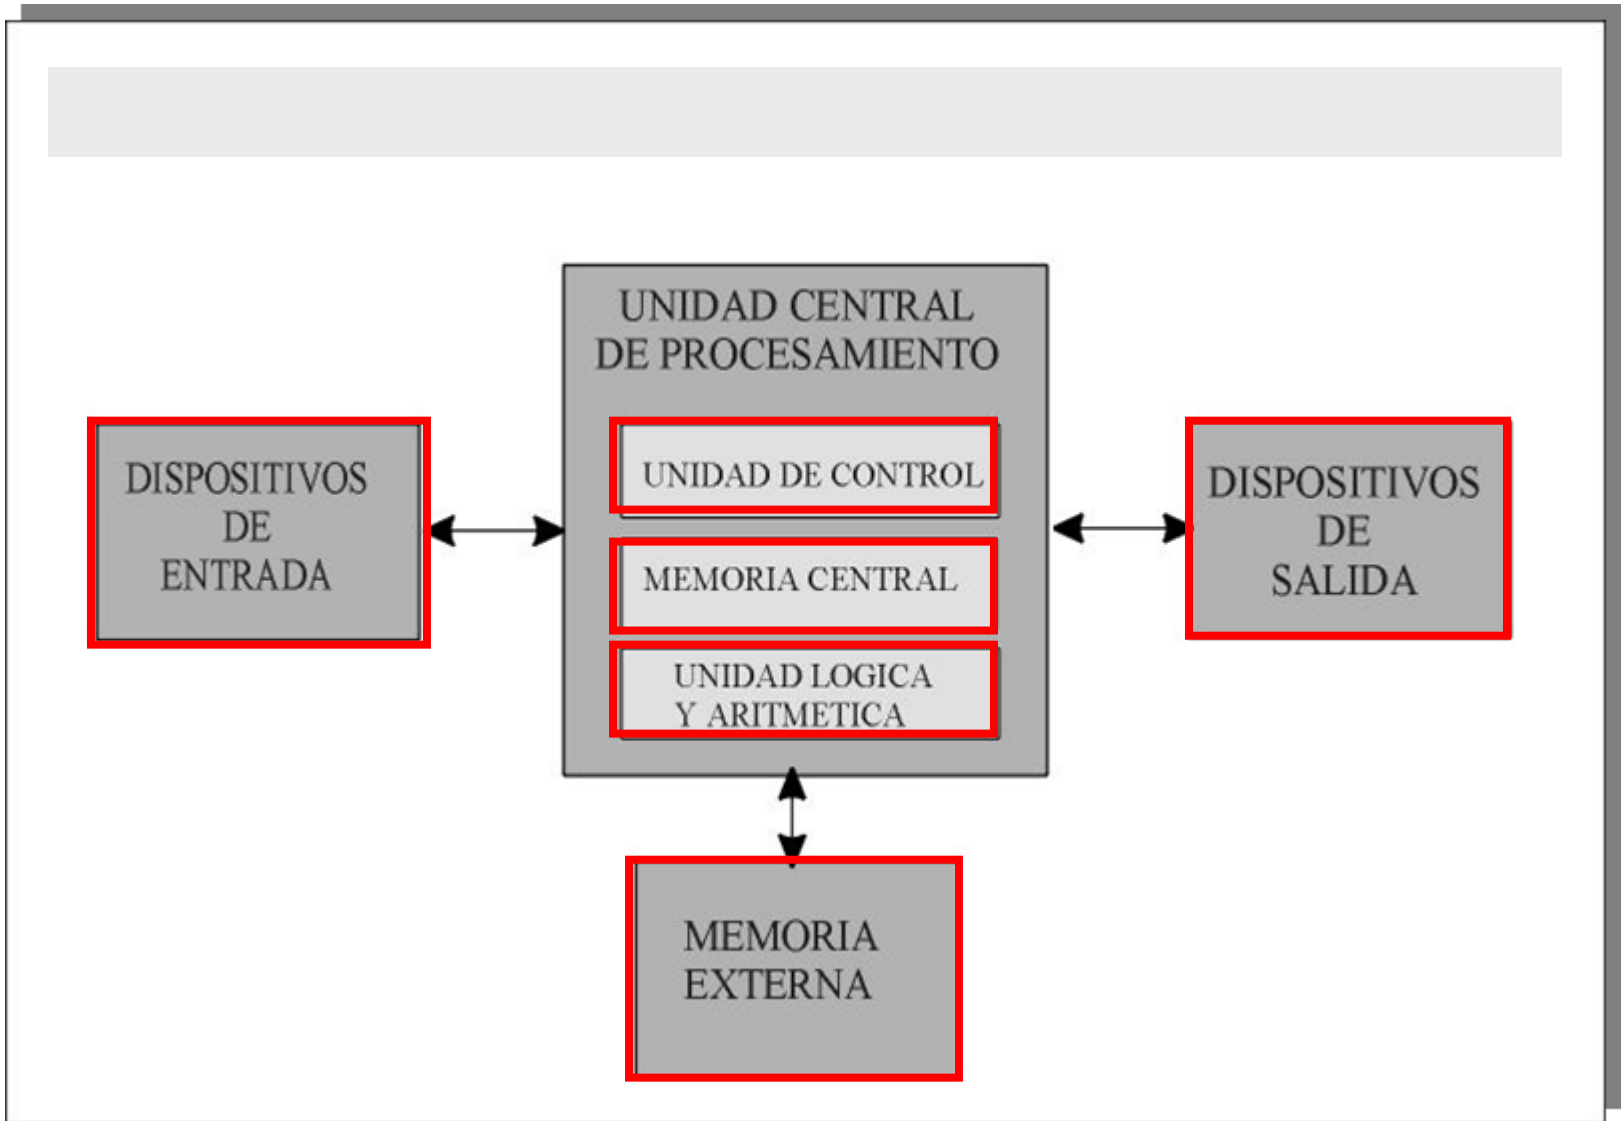 UNIDAD CENTRAL
DE PROCESAMIENTO
DISPOSITIVOS
DE
ENTRADA
UNIDAD DE CONTROL
MEMORIA CENTRAL
UNIDAD LOGICA
Y ARITMETICA
DISPOSITIVOS
DE
SALIDA
MEMORIA
EXTERNA